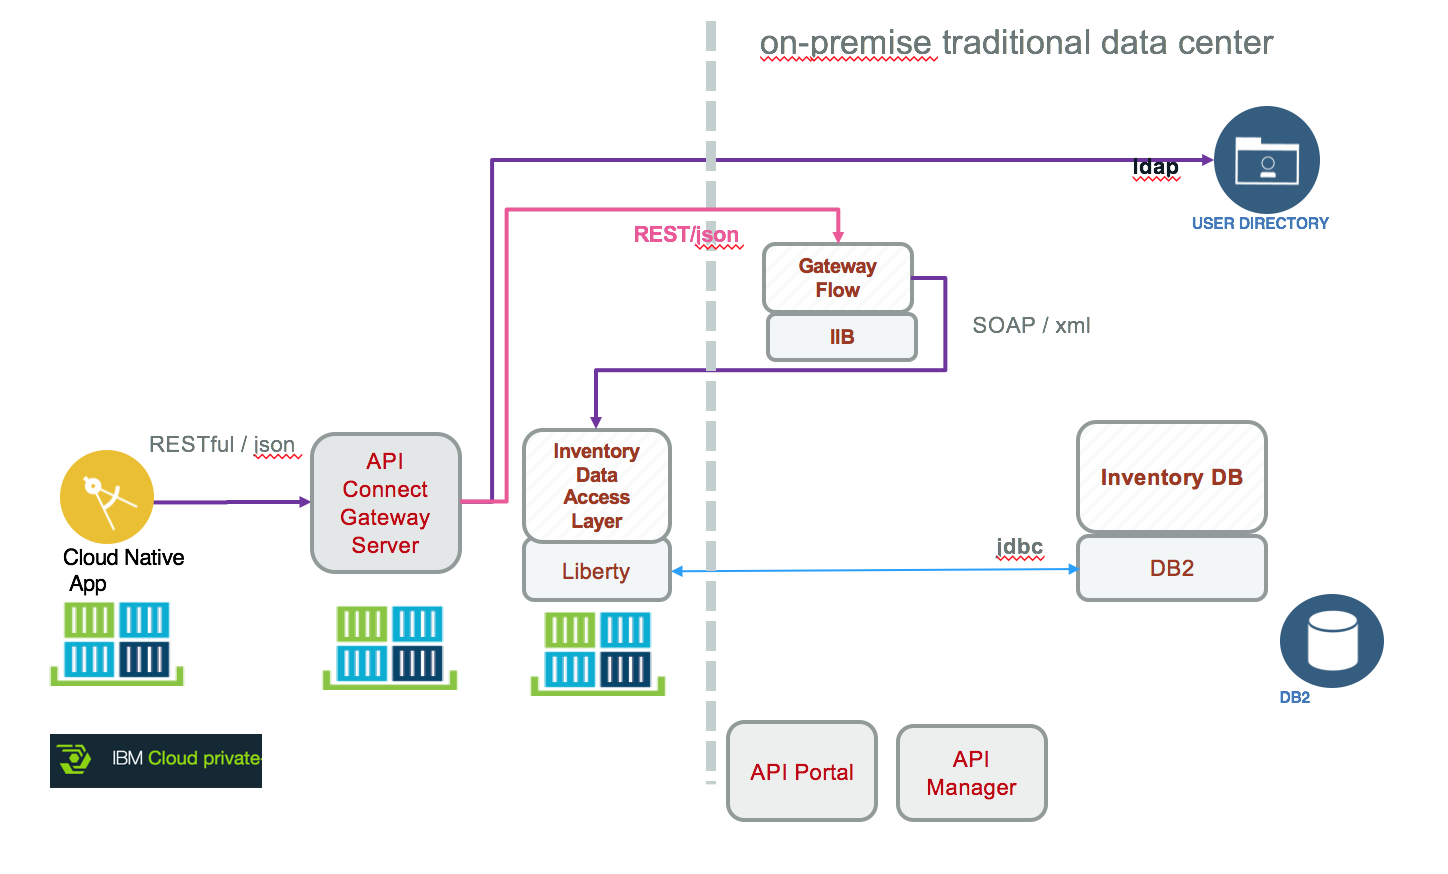 on-premise traditional data center
ldap
USER DIRECTORY
REST/json
Gateway
Flow
IIB
SOAP / xml
RESTful / json
API
Connect
Gateway
Server
Inventory
Data
Access
Layer
Liberty
jdbc
Inventory DB
DB2
Cloud Native
App
DB2
IBM Cloud private
API Portal
API
Manager